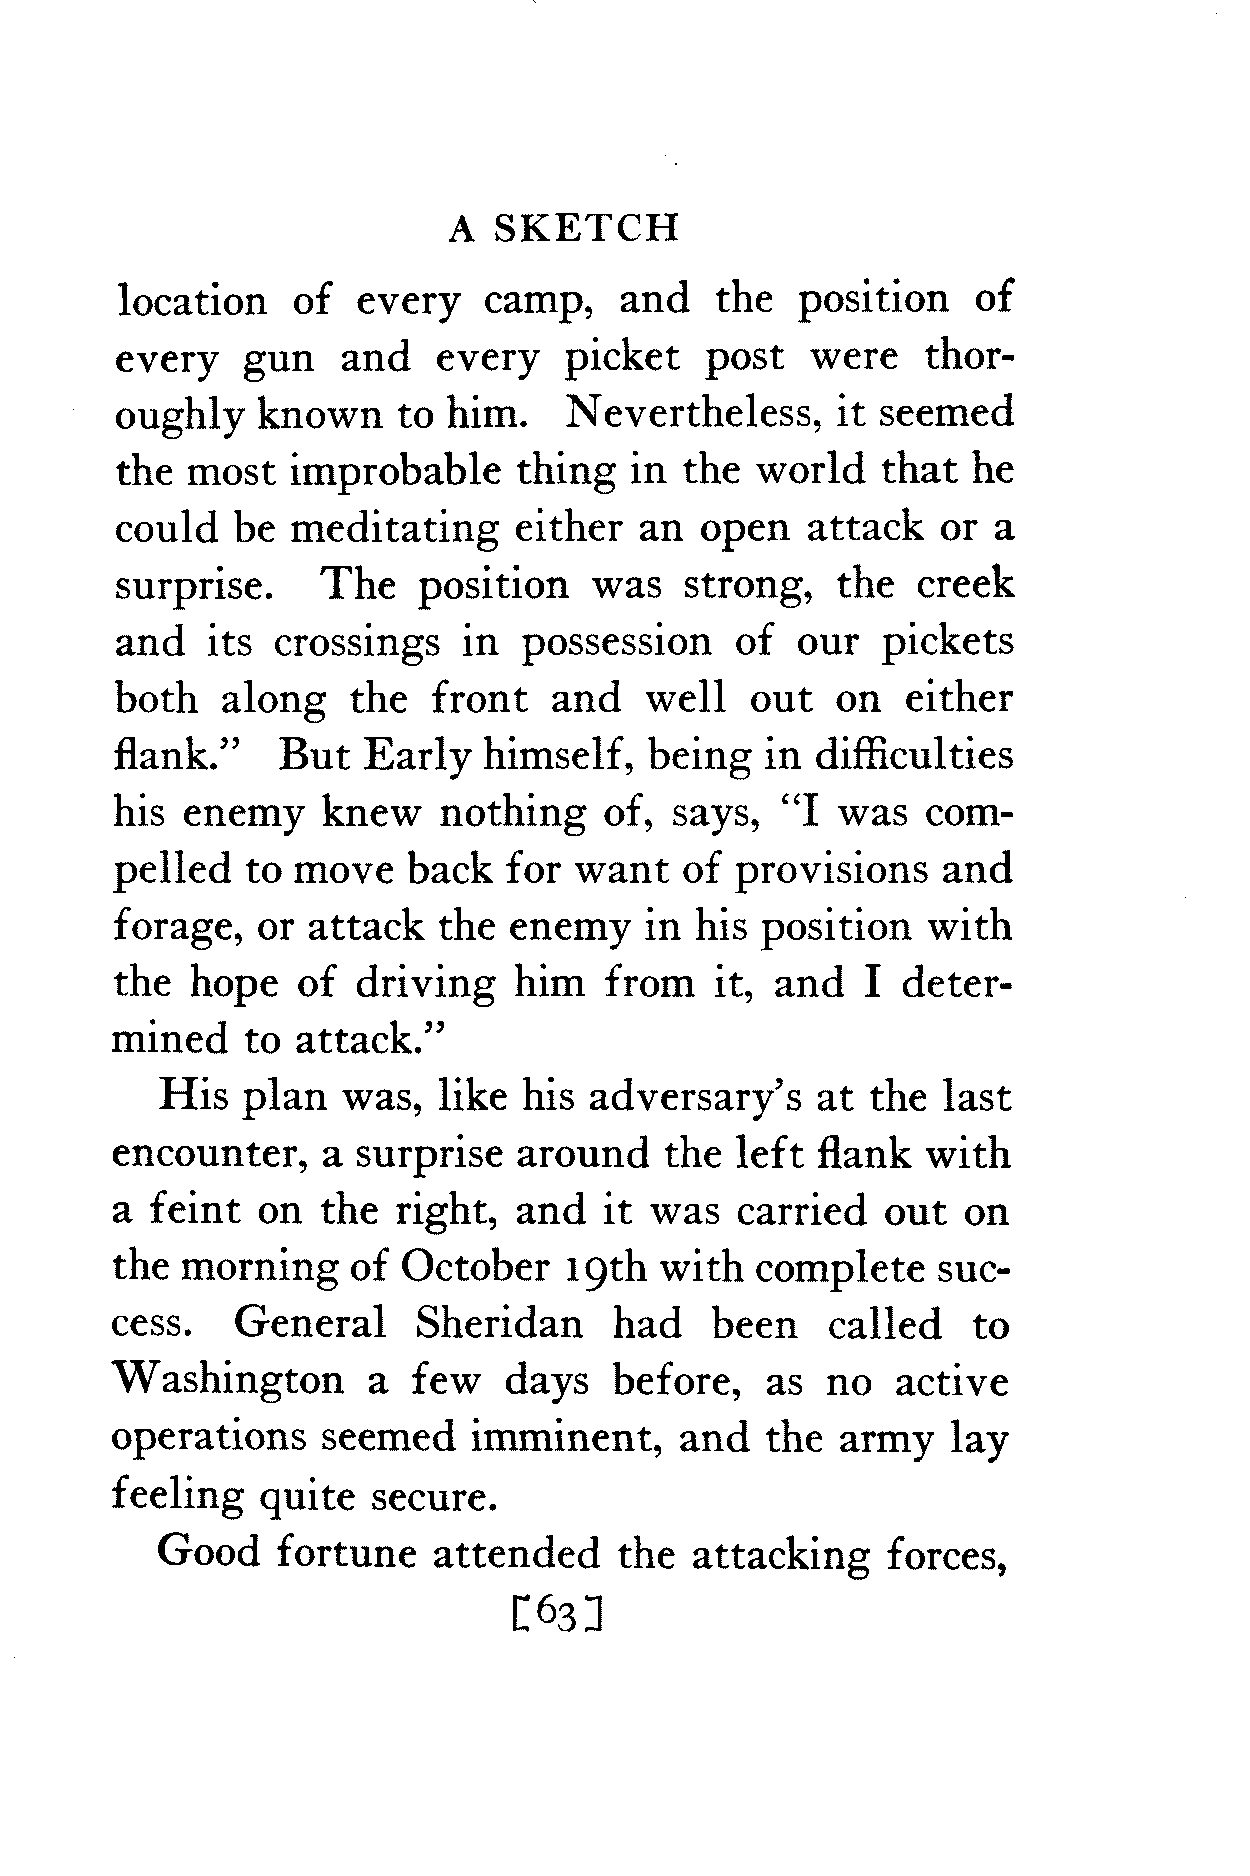 A SKETCH
location of every camp, and the position of
every gun and every picket post were thor-
oughly known to him. Nevertheless, it seemed
the most improbable thing in the world that he
could be meditating either an open attack or a
surprise. The position was strong, the creek
and its crossings in possession of our pickets
both along the front and well out on either
flank.” But Early himself, being in difficulties
his enemy knew nothing of, says, “I was com-
pelled to move back for want of provisions and
forage, or attack the enemy in his position with
the hope of driving him from it, and I deter-
mined to attack.”
His plan was, like his adversary’s at the last
encounter, a surprise around the left flank with
a feint on the right, and it was carried out on
the morning of October 19th with complete suc-
cess. General Sheridan had been called to
Washington a few days before, as no active
operations seemed imminent, and the army lay
feeling quite secure.
Good fortune attended the attacking forces,
[63]